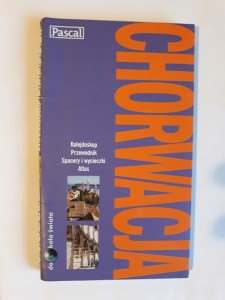 Pascal
CHORWACJA
Kalejdoskop
Przewodnik
Spacery i wycieczki
Atlas
dookoła świata